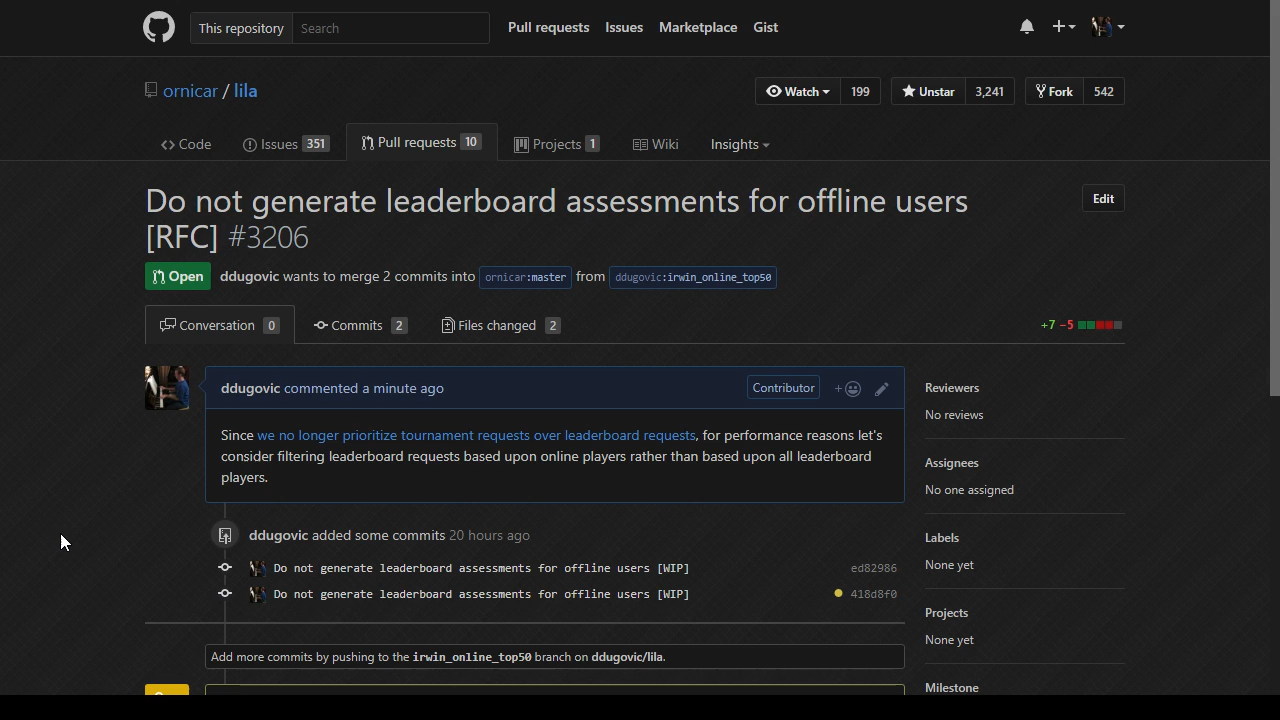 This repository Search Pull requests Issues Marketplace Gist
ornicar / lila Watch 199 Unstar 3,241 Fork 542
Code Issues 351 Pull requests 10 Projects 1 Wiki Insights
Do not generate leaderboard assessments for offline users Edit
[RFC] #3206
Open ddugovic wants to merge 2 commits into ornicar:master from ddugovic:irwin_online_top50
Conversation 0 Commits 2 Files changed 2 +7 −5
ddugovic commented a minute ago Contributor +
Since we no longer prioritize tournament requests over leaderboard requests, for performance reasons let's
consider filtering leaderboard requests based upon online players rather than based upon all leaderboard
players.
ddugovic added some commits 20 hours ago
Do not generate leaderboard assessments for offline users [WIP] ed82986
Do not generate leaderboard assessments for offline users [WIP] 418d8f0
Add more commits by pushing to the irwin_online_top50 branch on ddugovic/lila.
Reviewers
No reviews
Assignees
No one assigned
Labels
None yet
Projects
None yet
Milestone